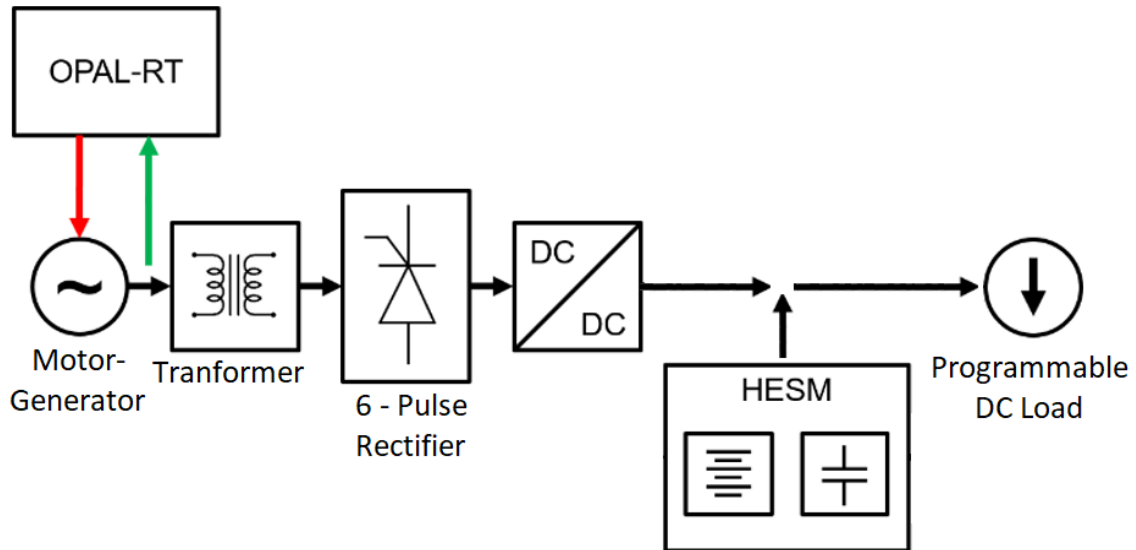 OPAL-RT
DC
DC
Motor-
Generator
Tranformer
6 - Pulse
Rectifier
HESM
Programmable
DC Load